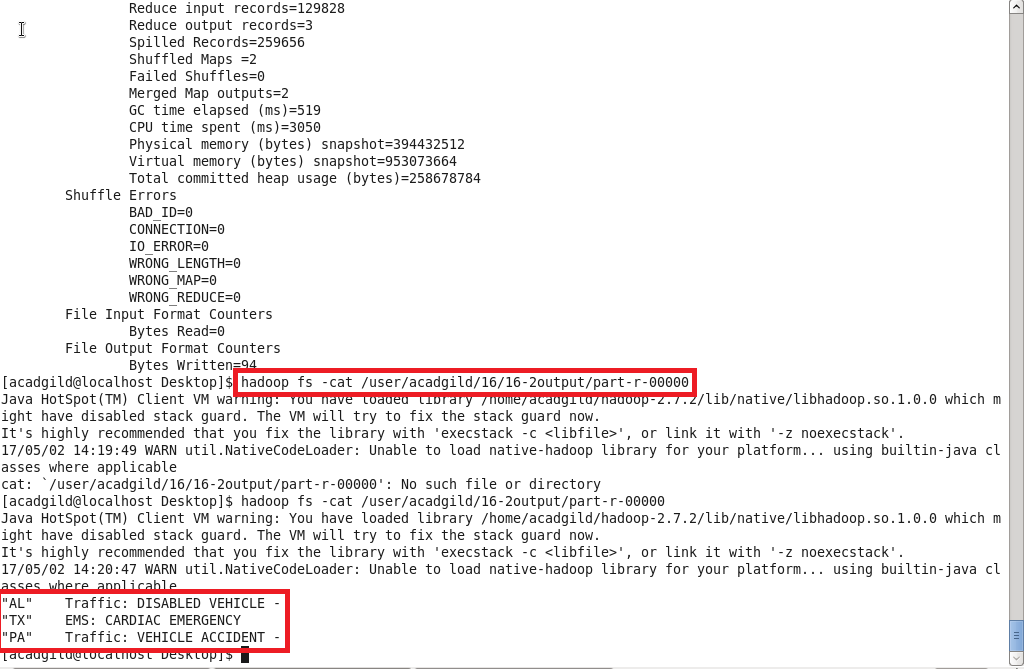 Reduce input records=129828
Reduce output records=3
Spilled Records=259656
Shuffled Maps =2
Failed Shuffles=0
Merged Map outputs=2
GC time elapsed (ms)=519
CPU time spent (ms)=3050
Physical memory (bytes) snapshot=394432512
Virtual memory (bytes) snapshot=953073664
Total committed heap usage (bytes)=258678784
Shuffle Errors
BAD_ID=0
CONNECTION=0
IO_ERROR=0
WRONG_LENGTH=0
WRONG_MAP=0
WRONG_REDUCE=0
File Input Format Counters
Bytes Read=0
File Output Format Counters
Bytes Written=94
[acadgild@localhost Desktop]$ hadoop fs -cat /user/acadgild/16/16-2output/part-r-00000
Java HotSpot(TM) Client VM warning: You have loaded library /home/acadgild/hadoop-2.7.2/lib/native/libhadoop.so.1.0.0 which m
ight have disabled stack guard. The VM will try to fix the stack guard now.
It's highly recommended that you fix the library with 'execstack -c <libfile>', or link it with '-z noexecstack'.
17/05/02 14:19:49 WARN util.NativeCodeLoader: Unable to load native-hadoop library for your platform... using builtin-java cl
asses where applicable
cat: `/user/acadgild/16/16-2output/part-r-00000': No such file or directory
[acadgild@localhost Desktop]$ hadoop fs -cat /user/acadgild/16-2output/part-r-00000
Java HotSpot(TM) Client VM warning: You have loaded library /home/acadgild/hadoop-2.7.2/lib/native/libhadoop.so.1.0.0 which m
ight have disabled stack guard. The VM will try to fix the stack guard now.
It's highly recommended that you fix the library with 'execstack -c <libfile>', or link it with '-z noexecstack'.
17/05/02 14:20:47 WARN util.NativeCodeLoader: Unable to load native-hadoop library for your platform... using builtin-java cl
asses where applicable
"AL" Traffic: DISABLED VEHICLE -
"TX" EMS: CARDIAC EMERGENCY
"PA" Traffic: VEHICLE ACCIDENT -
[acadgild@localhost Desktop]$